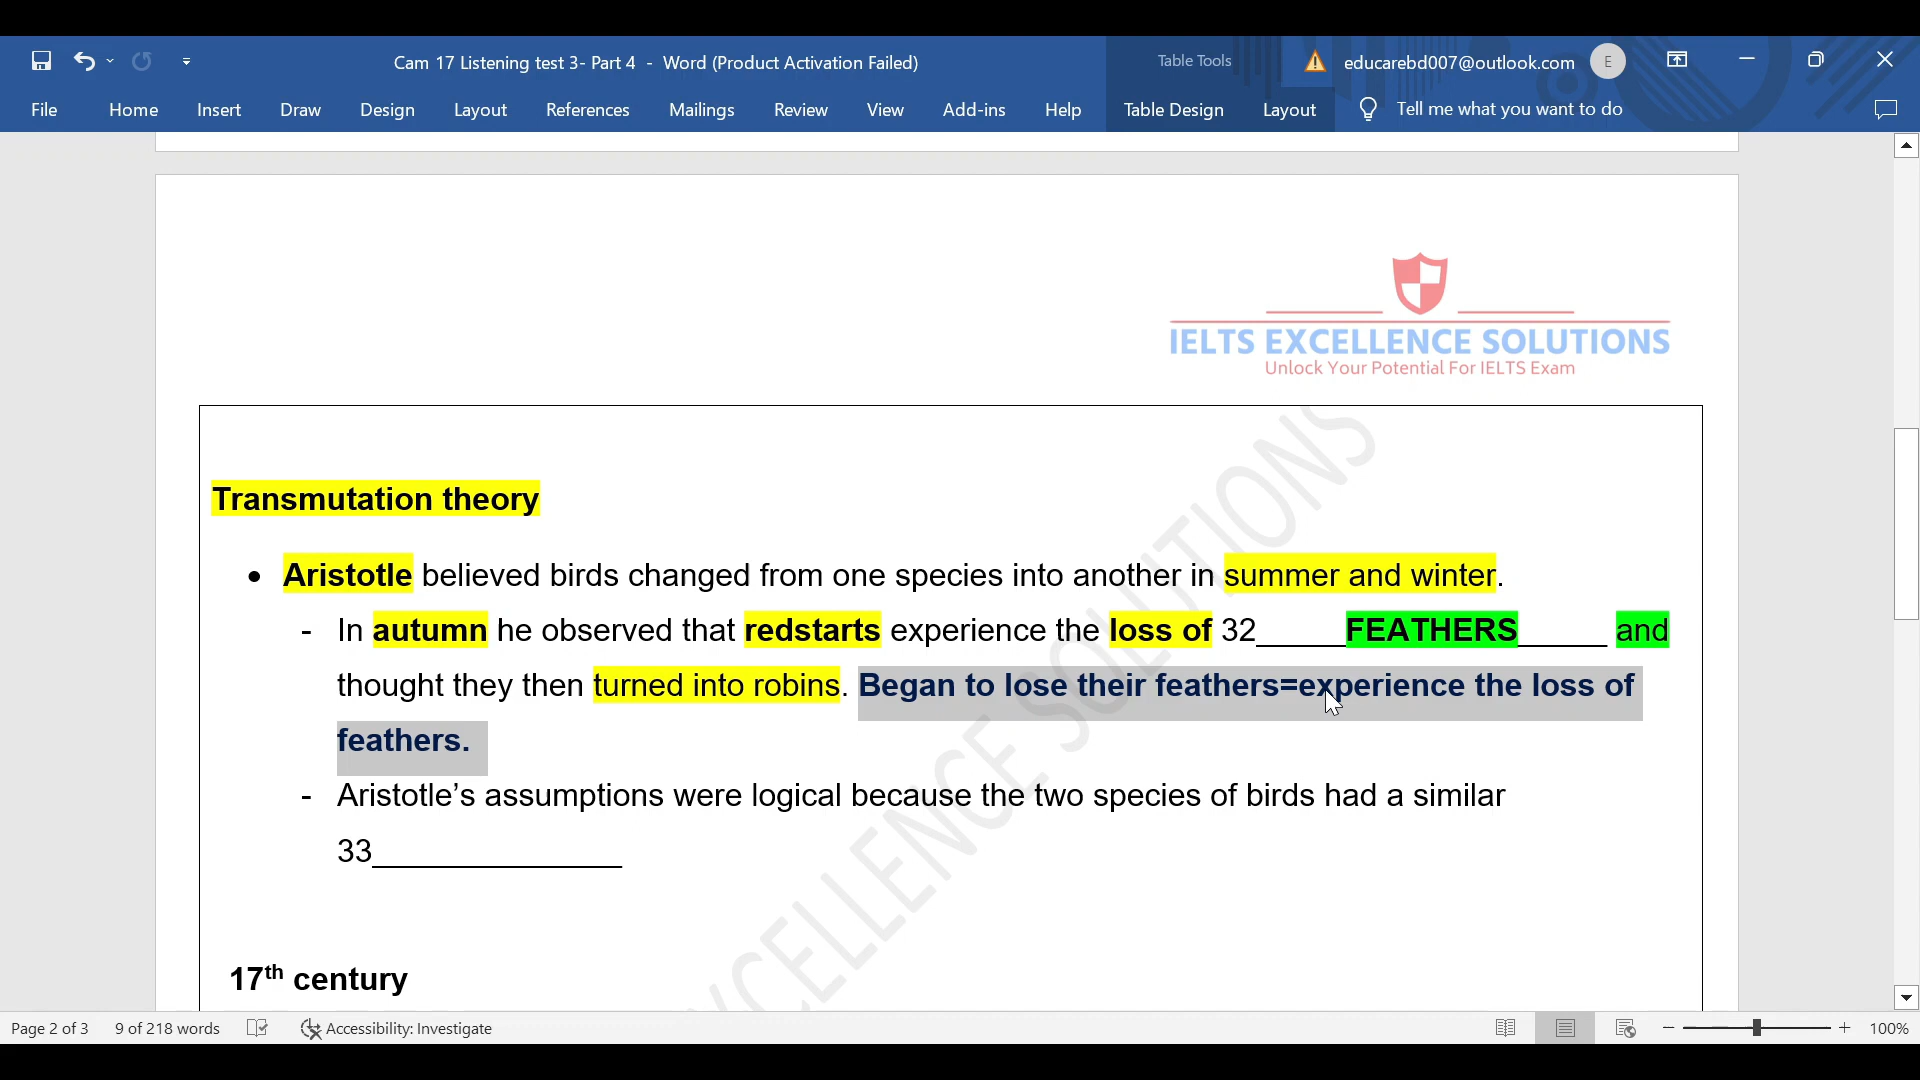 Cam 17 Listening test 3- Part 4 - Word (Product Activation Failed)
Table Tools
educarebd007@outlook.com
E
File Home Insert Draw Design Layout References Mailings Review View Add-ins Help Table Design Layout Tell me what you want to do
IELTS EXCELLENCE SOLUTIONS
Unlock Your Potential For IELTS Exam
Transmutation theory
• Aristotle believed birds changed from one species into another in summer and winter.
- In autumn he observed that redstarts experience the loss of 32_____FEATHERS_____ and
thought they then turned into robins. Began to lose their feathers=experience the loss of
feathers.
- Aristotle’s assumptions were logical because the two species of birds had a similar
33______________
17th century
EXCELLENCE SOLUTIONS
Page 2 of 3 9 of 218 words Accessibility: Investigate 100%